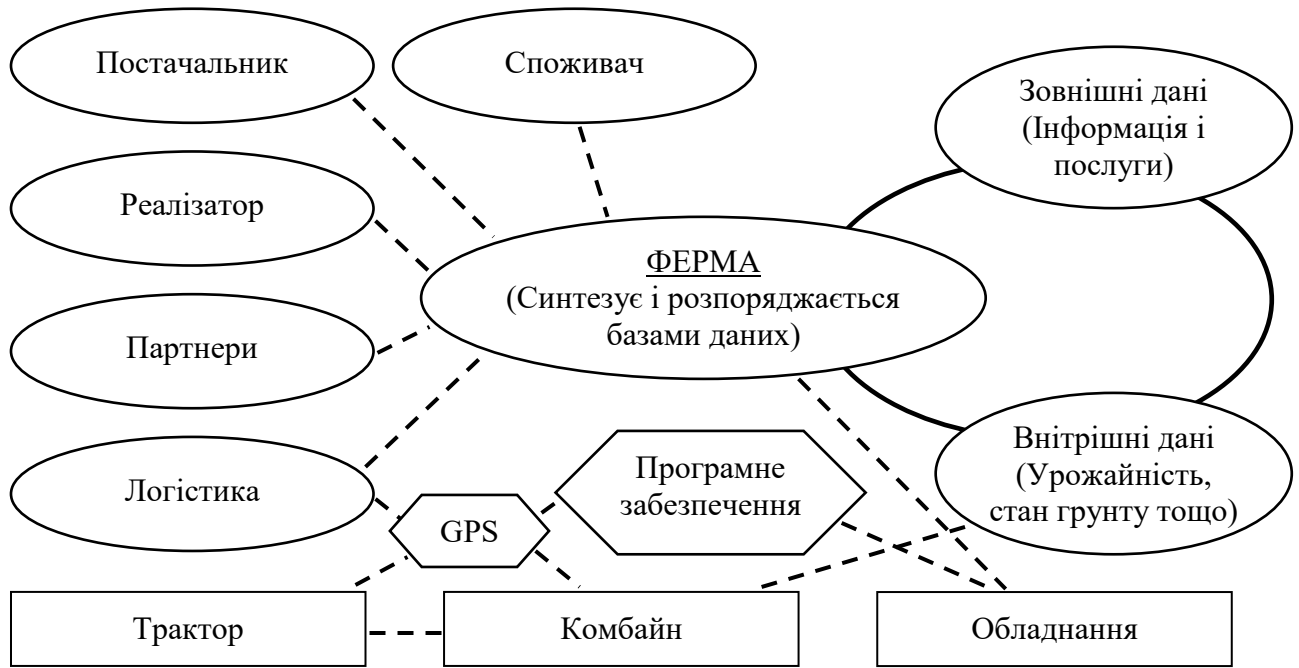 Постачальник
Споживач
Зовнішні дані
(Інформація і
послуги)
Реалізатор
ФЕРМА
(Синтезує і розпоряджається
базами даних)
Партнери
Логістика
GPS
Програмне
забезпечення
Внітрішні дані
(Урожайність,
стан грунту тощо)
Трактор
Комбайн
Обладнання